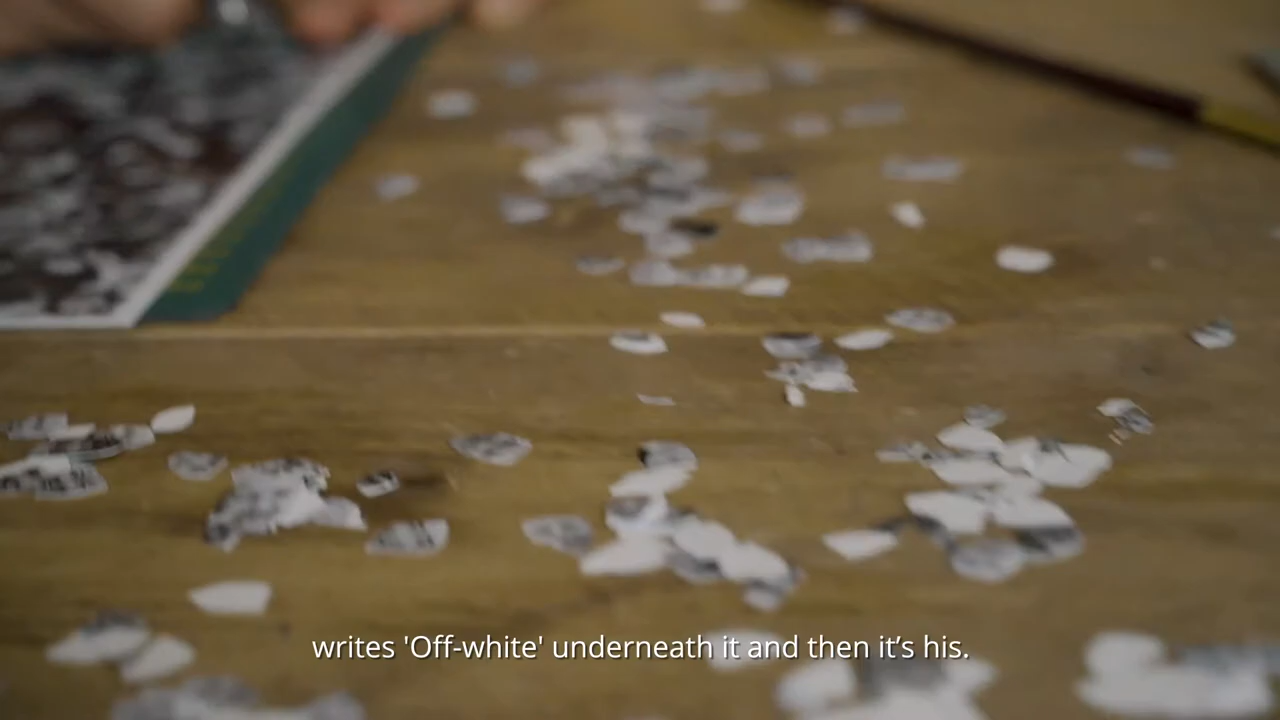 writes 'Off-white' underneath it and then it’s his.